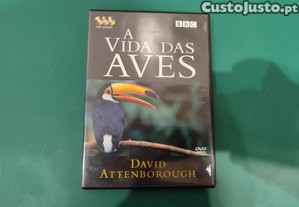 CustoJusto.pt
BBC
A
VIDA DAS
AVES
DVD
DAVID
ATTENBOROUGH